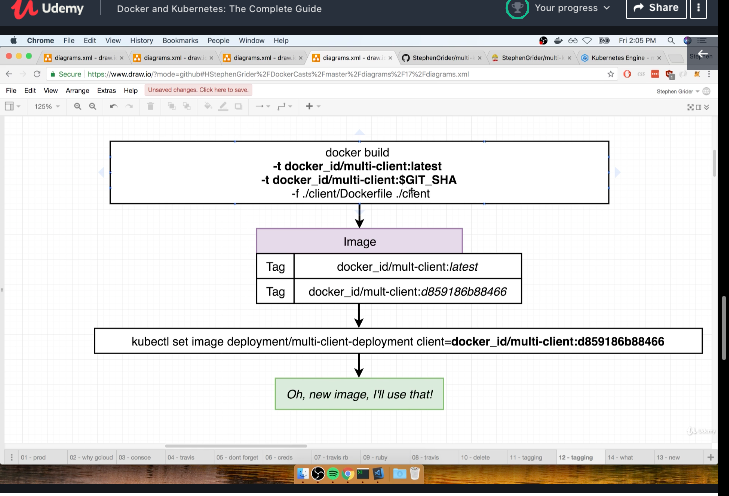 Udemy
Docker and Kubernetes: The Complete Guide
Your progress
Share
Chrome File Edit View History Bookmarks People Window Help
Fri 2:05 PM
diagrams.xml - draw.i
diagrams.xml - draw.i
diagrams.xml - draw.i
diagrams.xml - draw.i
StephenGrider/multi-
StephenGrider/multi-
Kubernetes Engine -
Secure https://www.draw.io/?mode=github#HStephenGrider%2FDockerCasts%2Fmaster%2Fdiagrams%2F17%2Fdiagrams.xml
File Edit View Arrange Extras Help
Unsaved changes. Click here to save.
Stephen Grider
125%
docker build
-t docker_id/multi-client:latest
-t docker_id/multi-client:$GIT_SHA
-f ./client/Dockerfile ./client
Image
Tag docker_id/mult-client:latest
Tag docker_id/mult-client:d859186b88466
kubectl set image deployment/multi-client-deployment client=docker_id/multi-client:d859186b88466
Oh, new image, I'll use that!
Udemy
01 - prod
02 - why gcloud
03 - consoe
04 - travis
05 - dont forget
06 - creds
07 - travis rb
09 - ruby
08 - travis
10 - delete
11 - tagging
12 - tagging
14 - what
13 - new